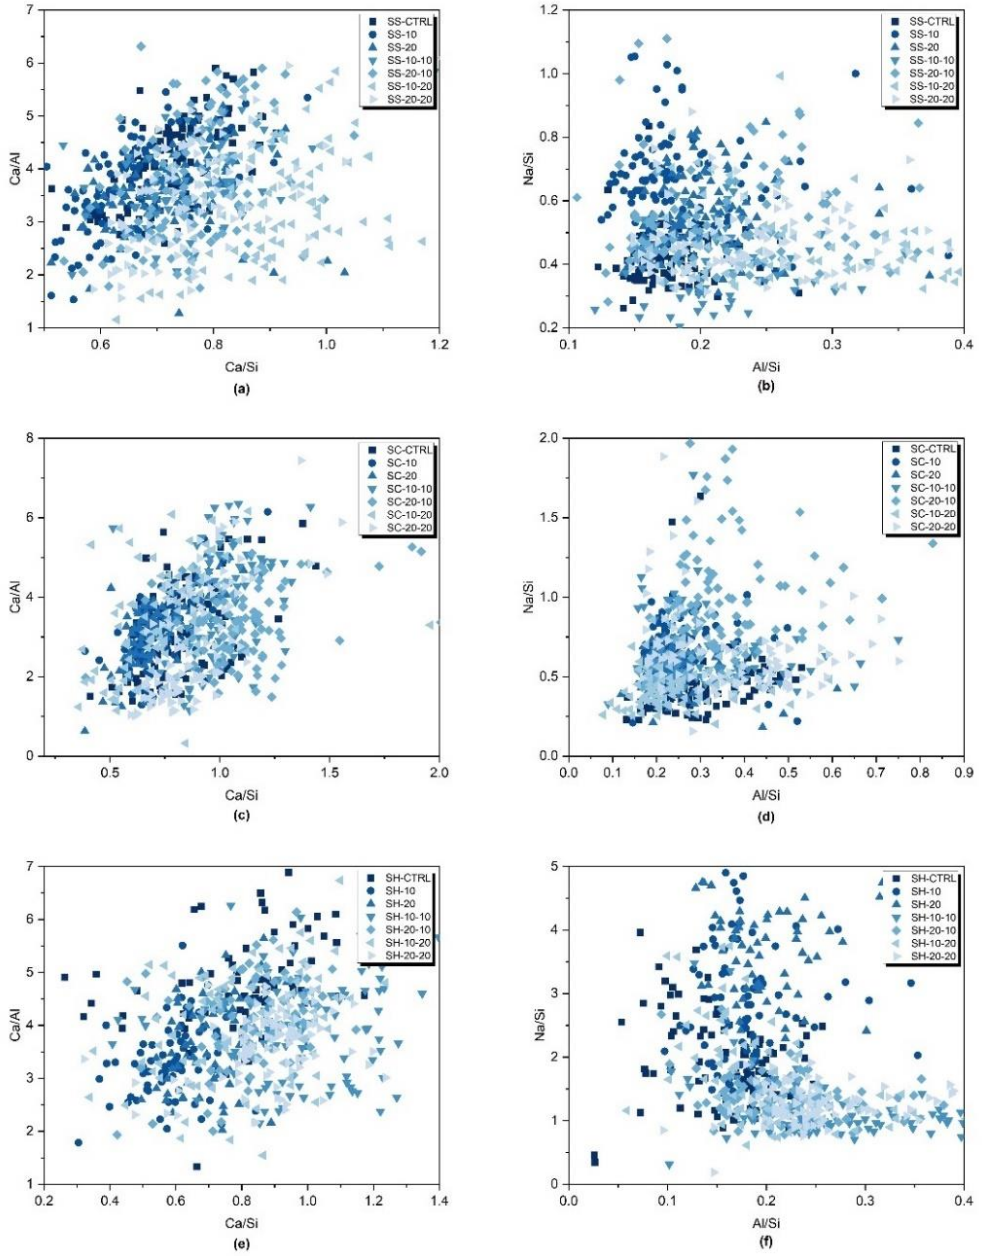 7
6
5
4
3
2
1
Ca/Al
0.6
0.8
1.0
1.2
Ca/Si
SS-CTRL
SS-10
SS-20
SS-10-10
SS-20-10
SS-10-20
SS-20-20
(a)
1.2
1.0
0.8
0.6
0.4
0.2
Na/Si
0.1
0.2
0.3
0.4
Al/Si
SS-CTRL
SS-10
SS-20
SS-10-10
SS-20-10
SS-10-20
SS-20-20
(b)
8
6
4
2
0
Ca/Al
0.5
1.0
1.5
2.0
Ca/Si
SC-CTRL
SC-10
SC-20
SC-10-10
SC-20-10
SC-10-20
SC-20-20
(c)
2.0
1.5
1.0
0.5
0.0
Na/Si
0.0
0.1
0.2
0.3
0.4
0.5
0.6
0.7
0.8
0.9
Al/Si
SC-CTRL
SC-10
SC-20
SC-10-10
SC-20-10
SC-10-20
SC-20-20
(d)
7
6
5
4
3
2
1
Ca/Al
0.2
0.4
0.6
0.8
1.0
1.2
1.4
Ca/Si
SH-CTRL
SH-10
SH-20
SH-10-10
SH-20-10
SH-10-20
SH-20-20
(e)
5
4
3
2
1
0
Na/Si
0.0
0.1
0.2
0.3
0.4
Al/Si
SH-CTRL
SH-10
SH-20
SH-10-10
SH-20-10
SH-10-20
SH-20-20
(f)